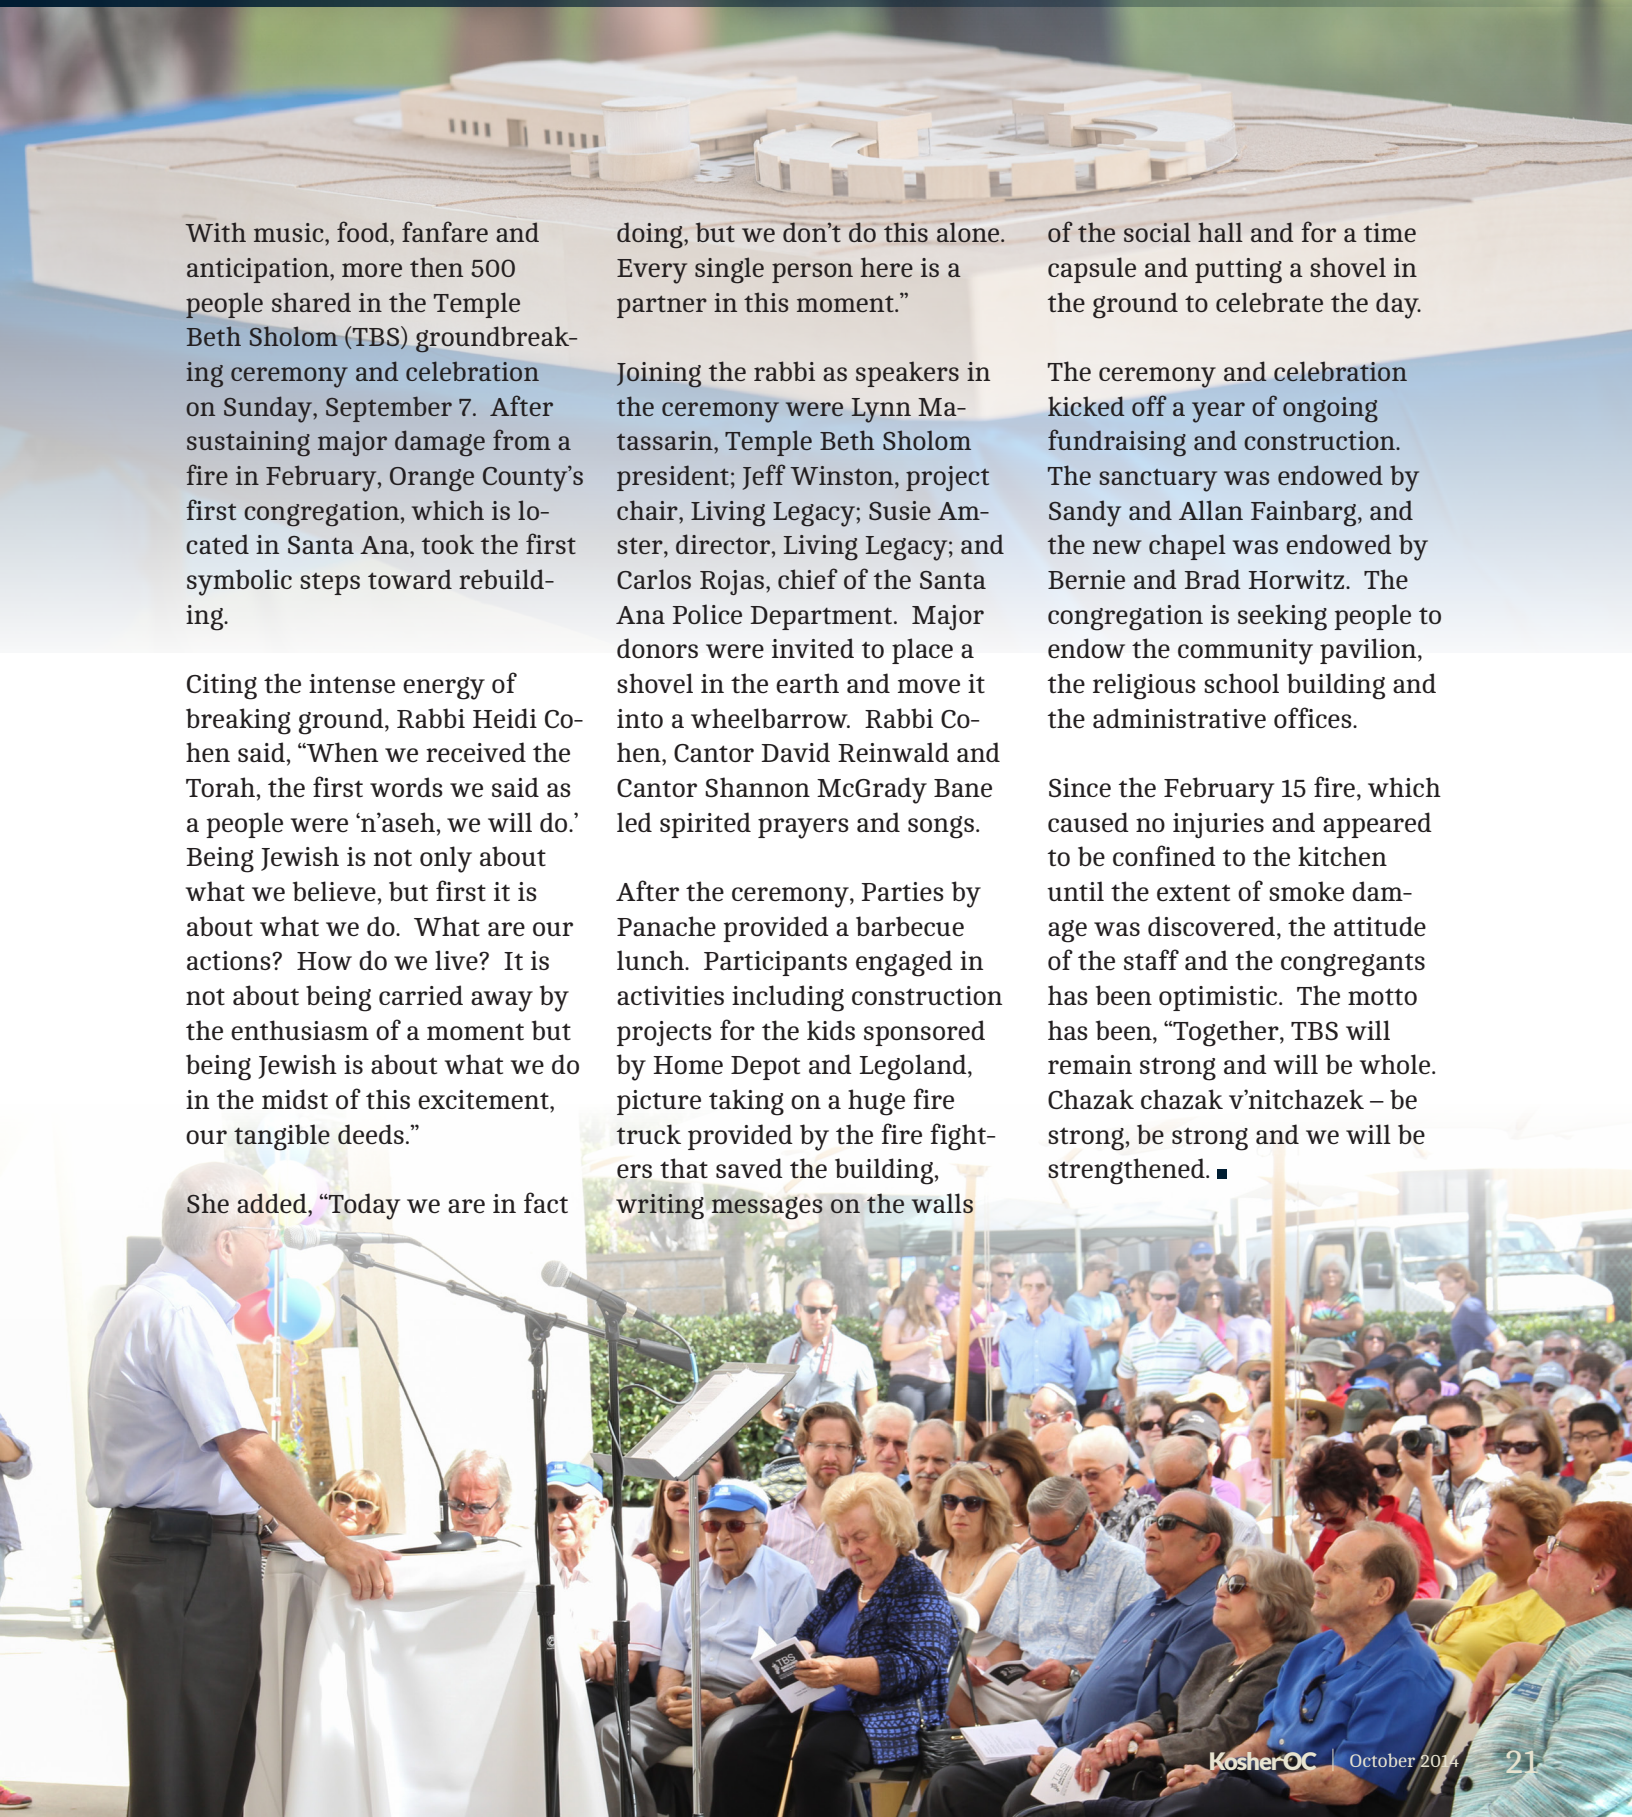 With music, food, fanfare and
anticipation, more then 500
people shared in the Temple
Beth Sholom (TBS) groundbreak-
ing ceremony and celebration
on Sunday, September 7.  After
sustaining major damage from a
fire in February, Orange County’s
first congregation, which is lo-
cated in Santa Ana, took the first
symbolic steps toward rebuild-
ing.
Citing the intense energy of
breaking ground, Rabbi Heidi Co-
hen said, “When we received the
Torah, the first words we said as
a people were ‘n’aseh, we will do.’
Being Jewish is not only about
what we believe, but first it is
about what we do.  What are our
actions?  How do we live?  It is
not about being carried away by
the enthusiasm of a moment but
being Jewish is about what we do
in the midst of this excitement,
our tangible deeds.”
She added, “Today we are in fact
doing, but we don’t do this alone.
Every single person here is a
partner in this moment.”
Joining the rabbi as speakers in
the ceremony were Lynn Ma-
tassarin, Temple Beth Sholom
president; Jeff Winston, project
chair, Living Legacy; Susie Am-
ster, director, Living Legacy; and
Carlos Rojas, chief of the Santa
Ana Police Department.  Major
donors were invited to place a
shovel in the earth and move it
into a wheelbarrow.  Rabbi Co-
hen, Cantor David Reinwald and
Cantor Shannon McGrady Bane
led spirited prayers and songs.
After the ceremony, Parties by
Panache provided a barbecue
lunch.  Participants engaged in
activities including construction
projects for the kids sponsored
by Home Depot and Legoland,
picture taking on a huge fire
truck provided by the fire fight-
ers that saved the building,
writing messages on the walls
of the social hall and for a time
capsule and putting a shovel in
the ground to celebrate the day.
The ceremony and celebration
kicked off a year of ongoing
fundraising and construction.
The sanctuary was endowed by
Sandy and Allan Fainbarg, and
the new chapel was endowed by
Bernie and Brad Horwitz.  The
congregation is seeking people to
endow the community pavilion,
the religious school building and
the administrative offices.
Since the February 15 fire, which
caused no injuries and appeared
to be confined to the kitchen
until the extent of smoke dam-
age was discovered, the attitude
of the staff and the congregants
has been optimistic.  The motto
has been, “Together, TBS will
remain strong and will be whole.
Chazak chazak v’nitchazek – be
strong, be strong and we will be
strengthened.
TBS
KosherOC | October 2014 21